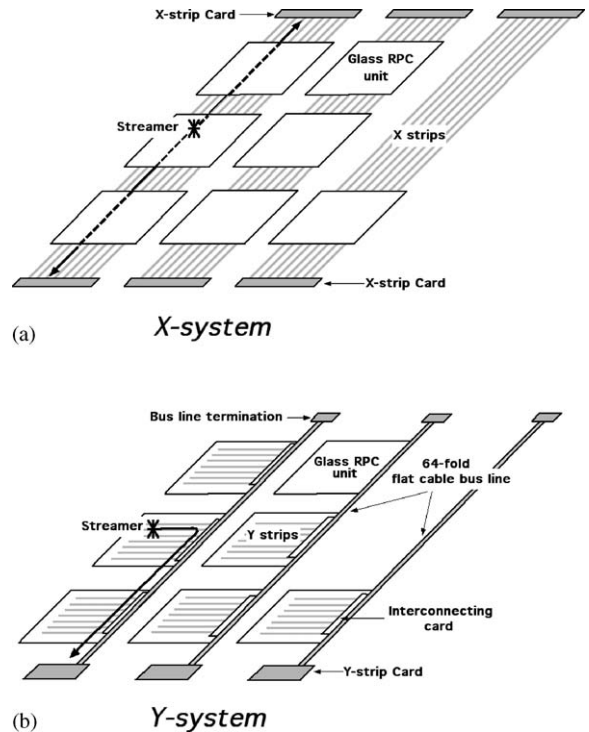 X-strip Card
Glass RPC
unit
Streamer
X strips
X-strip Card
(a)
X-system
Bus line termination
Glass RPC
unit
64-fold
flat cable bus line
Streamer
Y strips
Interconnecting
card
Y-strip Card
(b)
Y-system